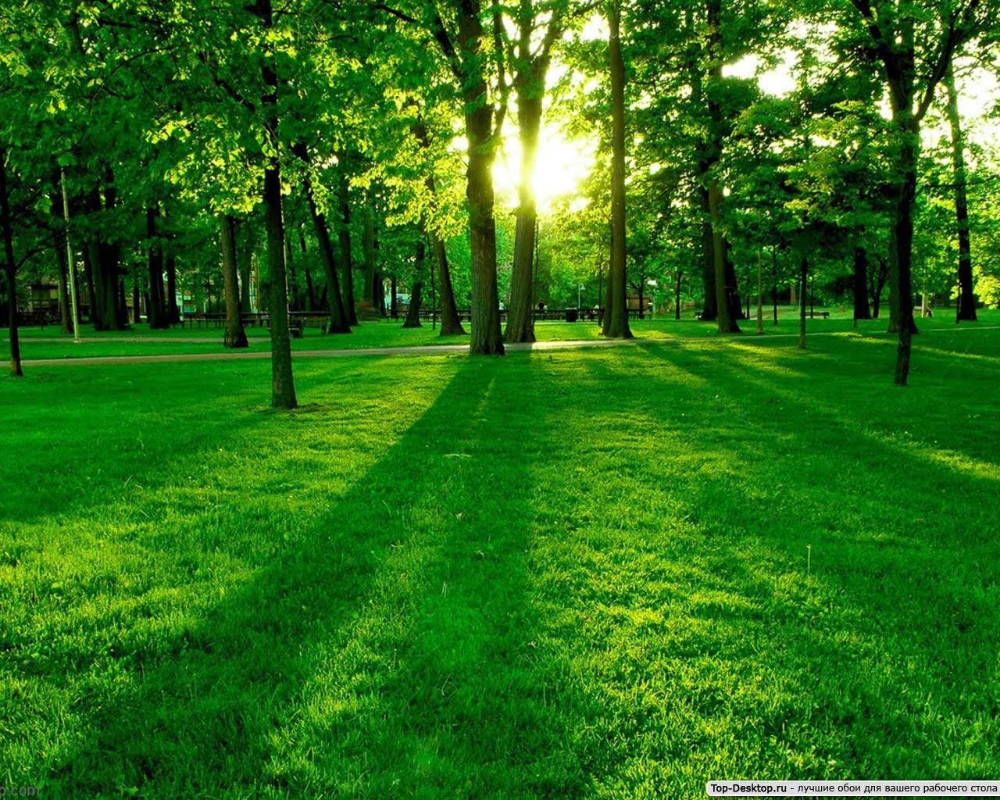 Top-Desktop.ru - лучшие обои для вашего рабочего стола